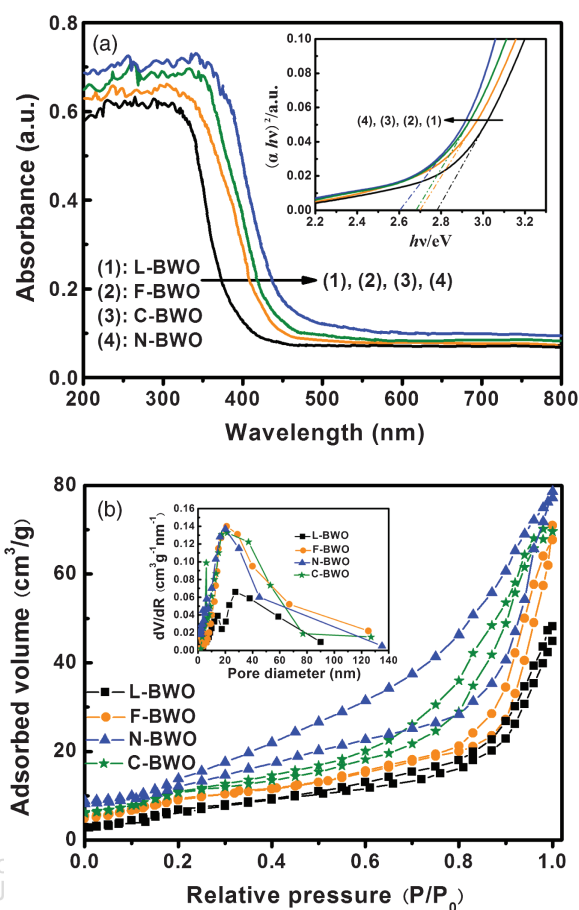 (a)
0.8
0.6
0.4
0.2
0.0
Absorbance (a.u.)
200 300 400 500 600 700 800
Wavelength (nm)
(1): L-BWO
(2): F-BWO
(3): C-BWO
(4): N-BWO
(1), (2), (3), (4)
0.10
0.08
0.06
0.04
0.02
0.00
(α hν)²/a.u.
(4), (3), (2), (1)
2.2 2.4 2.6 2.8 3.0 3.2
hν/eV
(b)
80
60
40
20
0
Adsorbed volume (cm³/g)
0.0 0.2 0.4 0.6 0.8 1.0
Relative pressure (P/P₀)
L-BWO
F-BWO
N-BWO
C-BWO
0.16
0.14
0.12
0.10
0.08
0.06
0.04
0.02
0.00
dV/dR (cm³g⁻¹nm⁻¹)
L-BWO
F-BWO
N-BWO
C-BWO
0 20 40 60 80 100 120 140
Pore diameter (nm)